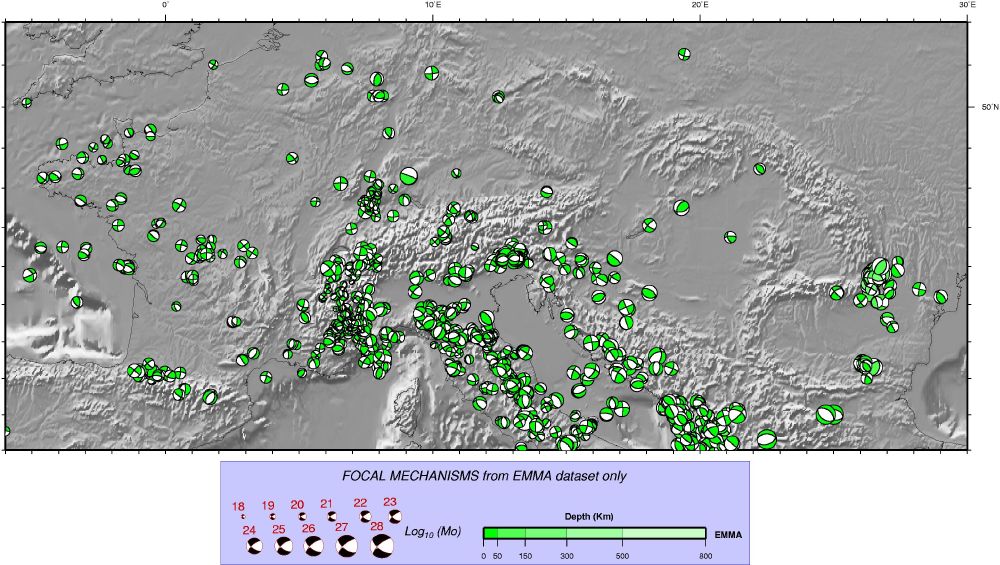 0° 10°E 20°E 30°E
50°N
FOCAL MECHANISMS from EMMA dataset only
18 19 20 21 22 23
24 25 26 27 28
Log10 (Mo)
Depth (Km)
EMMA
0 50 150 300 500 800